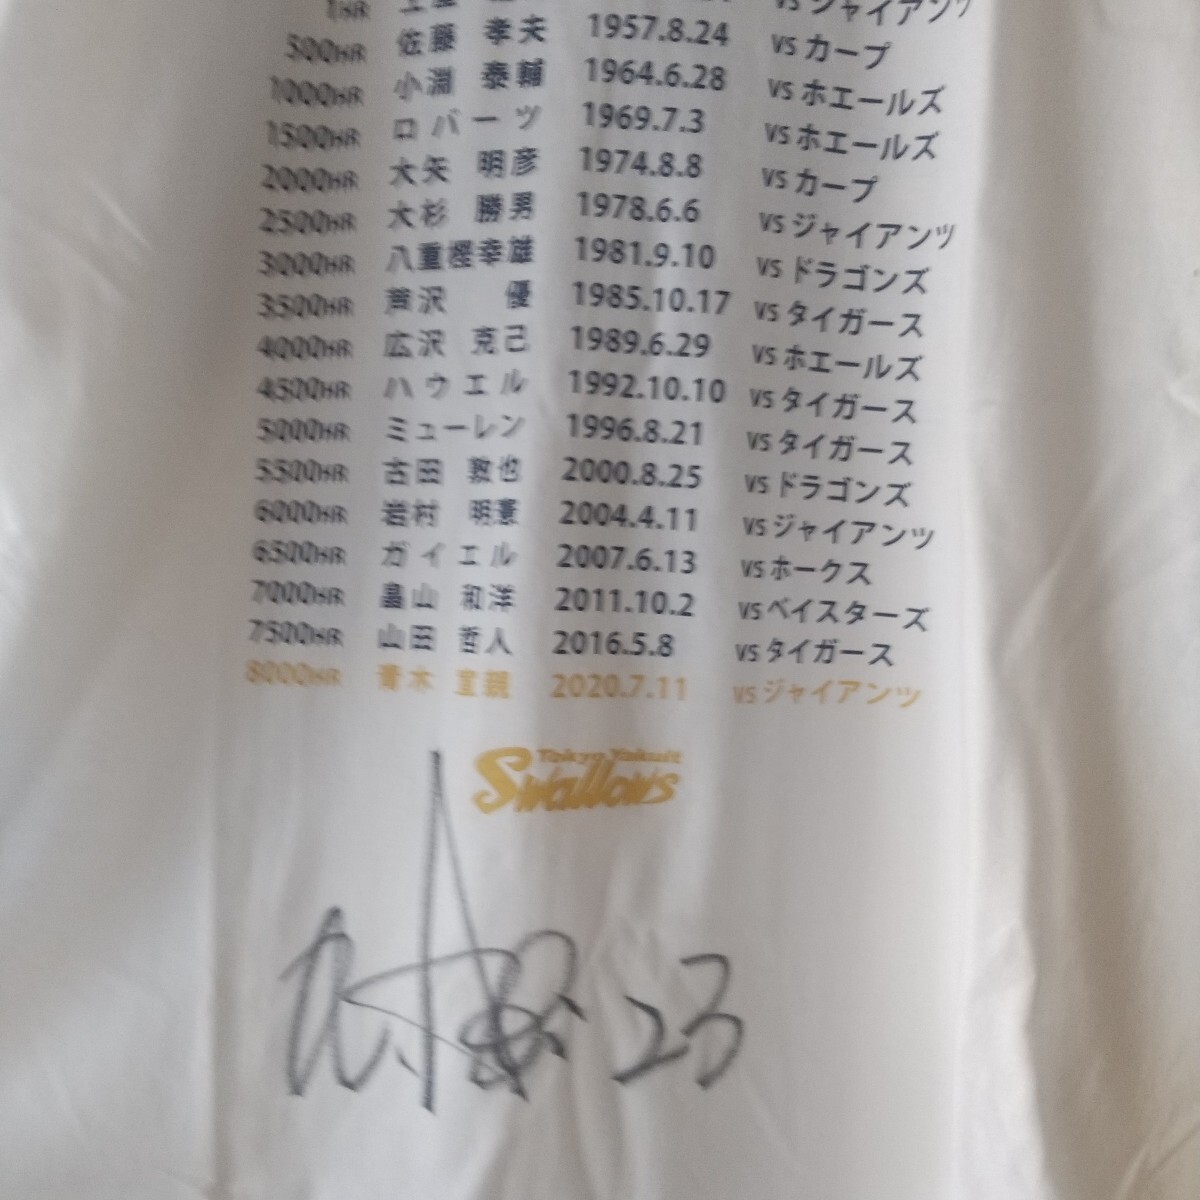 1HR vs ジャイアンツ
500HR 佐藤 孝夫 1957.8.24 vs カープ
1000HR 小淵 泰輔 1964.6.28 vs ホエールズ
1500HR ロバーツ 1969.7.3 vs ホエールズ
2000HR 大矢 明彦 1974.8.8 vs カープ
2500HR 大杉 勝男 1978.6.6 vs ジャイアンツ
3000HR 八重樫幸雄 1981.9.10 vs ドラゴンズ
3500HR 芦沢 優 1985.10.17 vs タイガース
4000HR 広沢 克己 1989.6.29 vs ホエールズ
4500HR ハウエル 1992.10.10 vs タイガース
5000HR ミューレン 1996.8.21 vs タイガース
5500HR 古田 敦也 2000.8.25 vs ドラゴンズ
6000HR 岩村 明憲 2004.4.11 vs ジャイアンツ
6500HR ガイエル 2007.6.13 vs ホークス
7000HR 畠山 和洋 2011.10.2 vs ベイスターズ
7500HR 山田 哲人 2016.5.8 vs タイガース
8000HR 青木 宣親 2020.7.11 vs ジャイアンツ
Tokyo Yakult
Swallows
23